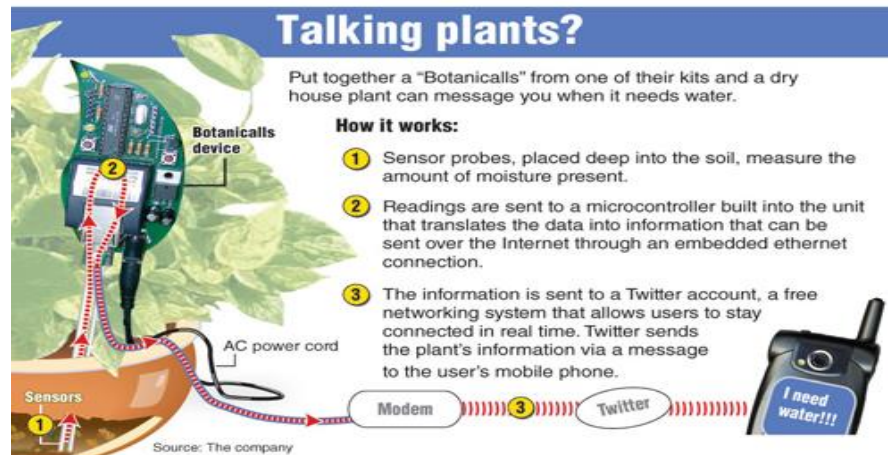 Talking plants?
Put together a “Botanicalls” from one of their kits and a dry
house plant can message you when it needs water.
Botanicalls
device
How it works:
1 Sensor probes, placed deep into the soil, measure the
amount of moisture present.
2
2 Readings are sent to a microcontroller built into the unit
that translates the data into information that can be
sent over the Internet through an embedded ethernet
connection.
3 The information is sent to a Twitter account, a free
networking system that allows users to stay
connected in real time. Twitter sends
the plant’s information via a message
to the user’s mobile phone.
AC power cord
Sensors
1
Modem
3
Twitter
I need
water!!!
Source: The company